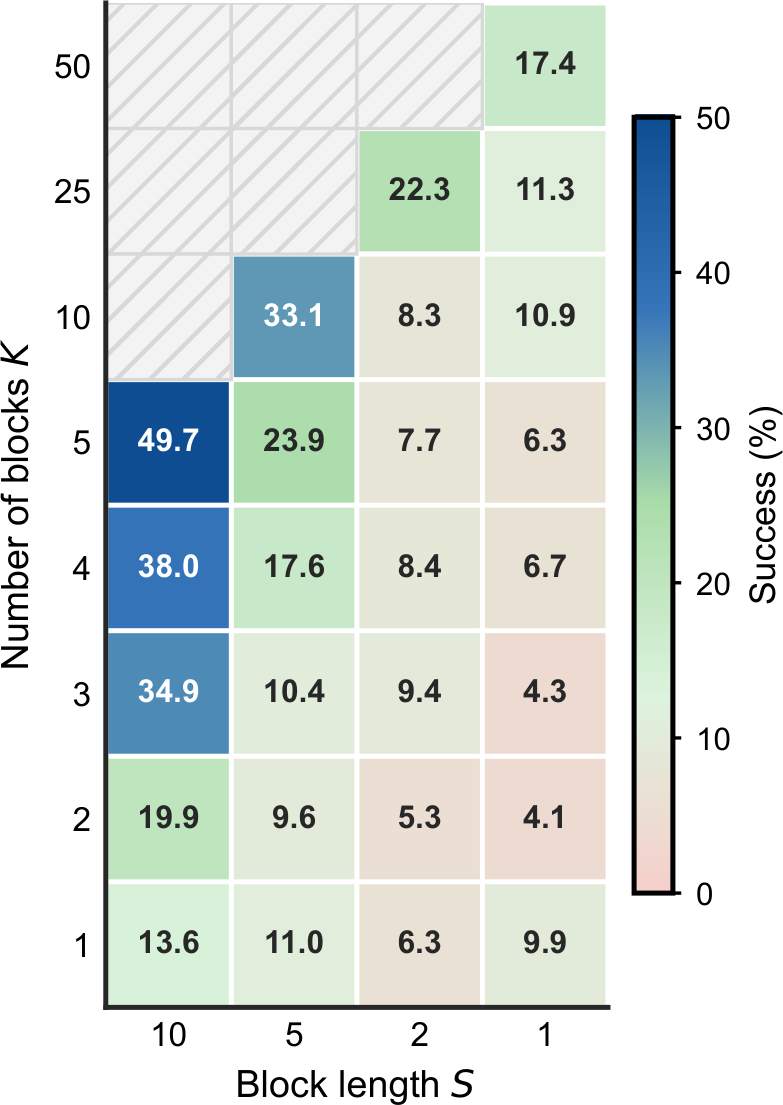 50 17.4
25 22.3 11.3
10 33.1 8.3 10.9
5 49.7 23.9 7.7 6.3
4 38.0 17.6 8.4 6.7
3 34.9 10.4 9.4 4.3
2 19.9 9.6 5.3 4.1
1 13.6 11.0 6.3 9.9
10 5 2 1
Block length S
Number of blocks K
50
40
30
20
10
0
Success (%)